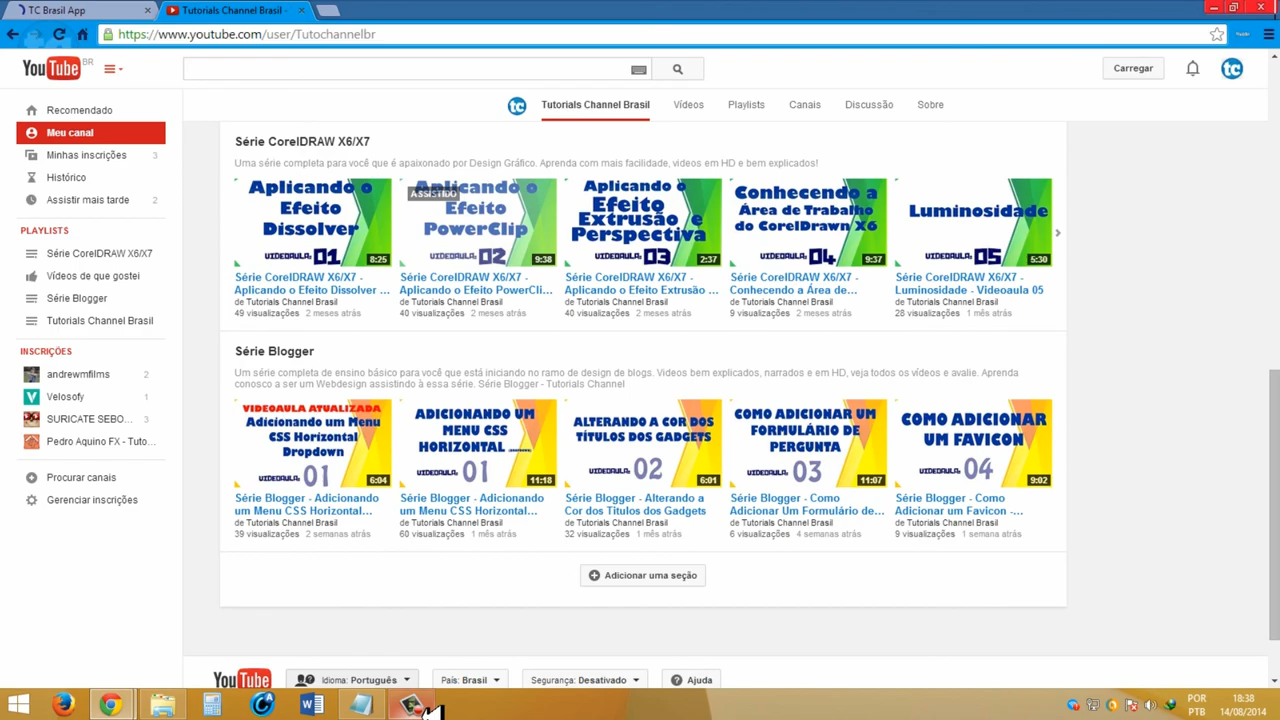 TC Brasil App
Tutorials Channel Brasil -
https://www.youtube.com/user/Tutochannelbr
YouTube BR
Carregar
tc
tc
Tutorials Channel Brasil
Vídeos
Playlists
Canais
Discussão
Sobre
Recomendado
Meu canal
Minhas inscrições 3
Histórico
Assistir mais tarde 2
PLAYLISTS
Série CorelDRAW X6/X7
Vídeos de que gostei
Série Blogger
Tutorials Channel Brasil
INSCRIÇÕES
andrewmfilms 2
Velosofy 1
SURICATE SEBO... 4
Pedro Aquino FX - Tuto...
Procurar canais
Gerenciar inscrições
Série CorelDRAW X6/X7
Uma série completa para você que é apaixonado por Design Gráfico. Aprenda com mais facilidade, videos em HD e bem explicados!
Aplicando o
Efeito
Dissolver
VIDEOAULA 01
8:25
Série CorelDRAW X6/X7 -
Aplicando o Efeito Dissolver ...
de Tutorials Channel Brasil
49 visualizações 2 meses atrás
ASSISTIDO
Aplicando o
Efeito
PowerClip
VIDEOAULA 02
9:38
Série CorelDRAW X6/X7 -
Aplicando o Efeito PowerCli...
de Tutorials Channel Brasil
40 visualizações 2 meses atrás
Aplicando o
Efeito
Extrusão e
Perspectiva
VIDEOAULA 03
2:37
Série CorelDRAW X6/X7 -
Aplicando o Efeito Extrusão ...
de Tutorials Channel Brasil
40 visualizações 2 meses atrás
Conhecendo a
Área de Trabalho
do CorelDrawn X6
VIDEOAULA 04
9:37
Série CorelDRAW X6/X7 -
Conhecendo a Área de...
de Tutorials Channel Brasil
9 visualizações 2 meses atrás
Luminosidade
VIDEOAULA 05
5:30
Série CorelDRAW X6/X7 -
Luminosidade - Videoaula 05
de Tutorials Channel Brasil
28 visualizações 1 mês atrás
Série Blogger
Um série completa de ensino básico para você que está iniciando no ramo de design de blogs. Videos bem explicados, narrados e em HD, veja todos os vídeos e avalie. Aprenda
conosco a ser um Webdesign assistindo à essa série. Série Blogger - Tutorials Channel
VIDEOAULA ATUALIZADA
Adicionando um Menu
CSS Horizontal
Dropdown
VIDEOAULA: 01
6:04
Série Blogger - Adicionando
um Menu CSS Horizontal...
de Tutorials Channel Brasil
39 visualizações 2 semanas atrás
ADICIONANDO UM
MENU CSS
HORIZONTAL
VIDEOAULA: 01
11:18
Série Blogger - Adicionando
um Menu CSS Horizontal...
de Tutorials Channel Brasil
60 visualizações 1 mês atrás
ALTERANDO A COR DOS
TÍTULOS DOS GADGETS
VIDEOAULA: 02
6:01
Série Blogger - Alterando a
Cor dos Títulos dos Gadgets
de Tutorials Channel Brasil
32 visualizações 1 mês atrás
COMO ADICIONAR UM
FORMULÁRIO DE
PERGUNTA
VIDEOAULA: 03
11:07
Série Blogger - Como
Adicionar Um Formulário de...
de Tutorials Channel Brasil
6 visualizações 4 semanas atrás
COMO ADICIONAR
UM FAVICON
VIDEOAULA: 04
9:02
Série Blogger - Como
Adicionar um Favicon -...
de Tutorials Channel Brasil
9 visualizações 1 semana atrás
Adicionar uma seção
YouTube
Idioma: Português
País: Brasil
Segurança: Desativado
Ajuda
POR
PTB
18:38
14/08/2014